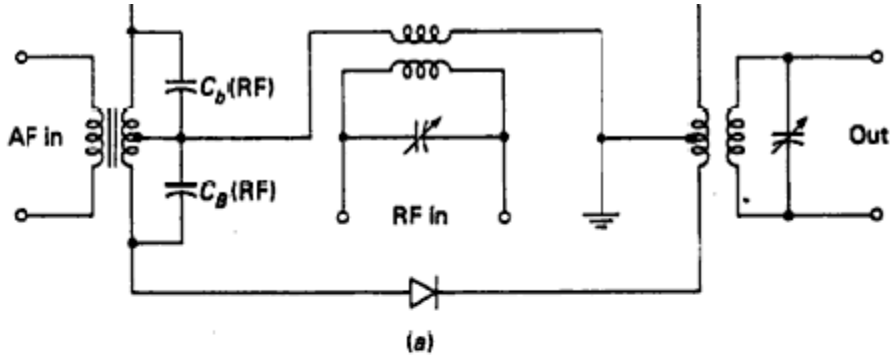 C_b(RF)
AF in
C_B(RF)
RF in
Out
(a)